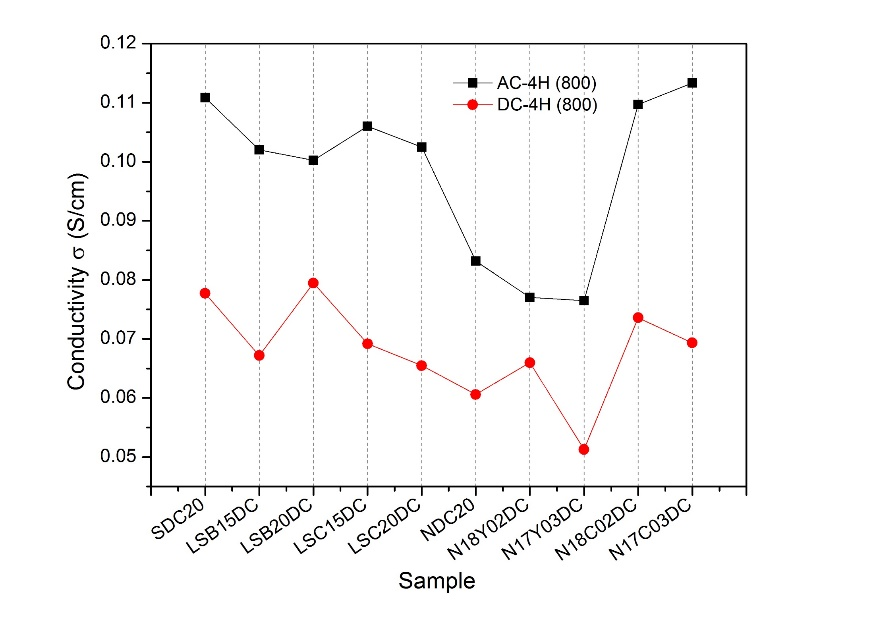 0.12
0.11
0.10
0.09
0.08
0.07
0.06
0.05
Conductivity σ (S/cm)
AC-4H (800)
DC-4H (800)
SDC20
LSB15DC
LSB20DC
LSC15DC
LSC20DC
NDC20
N18Y02DC
N17Y03DC
N18C02DC
N17C03DC
Sample